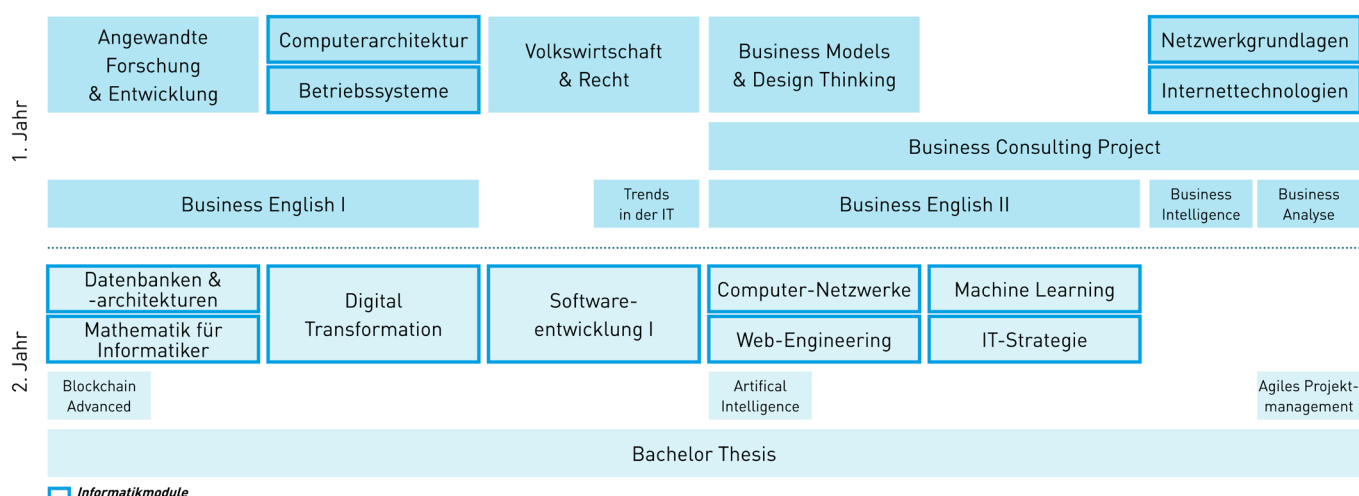 1. Jahr
Angewandte
Forschung
& Entwicklung
Computerarchitektur
Betriebssysteme
Volkswirtschaft
& Recht
Business Models
& Design Thinking
Netzwerkgrundlagen
Internettechnologien
Business Consulting Project
Business English I
Trends
in der IT
Business English II
Business
Intelligence
Business
Analyse
2. Jahr
Datenbanken &
-architekturen
Mathematik für
Informatiker
Digital
Transformation
Software-
entwicklung I
Computer-Netzwerke
Web-Engineering
Machine Learning
IT-Strategie
Blockchain
Advanced
Artifical
Intelligence
Agiles Projekt-
management
Bachelor Thesis
Informatikmodule